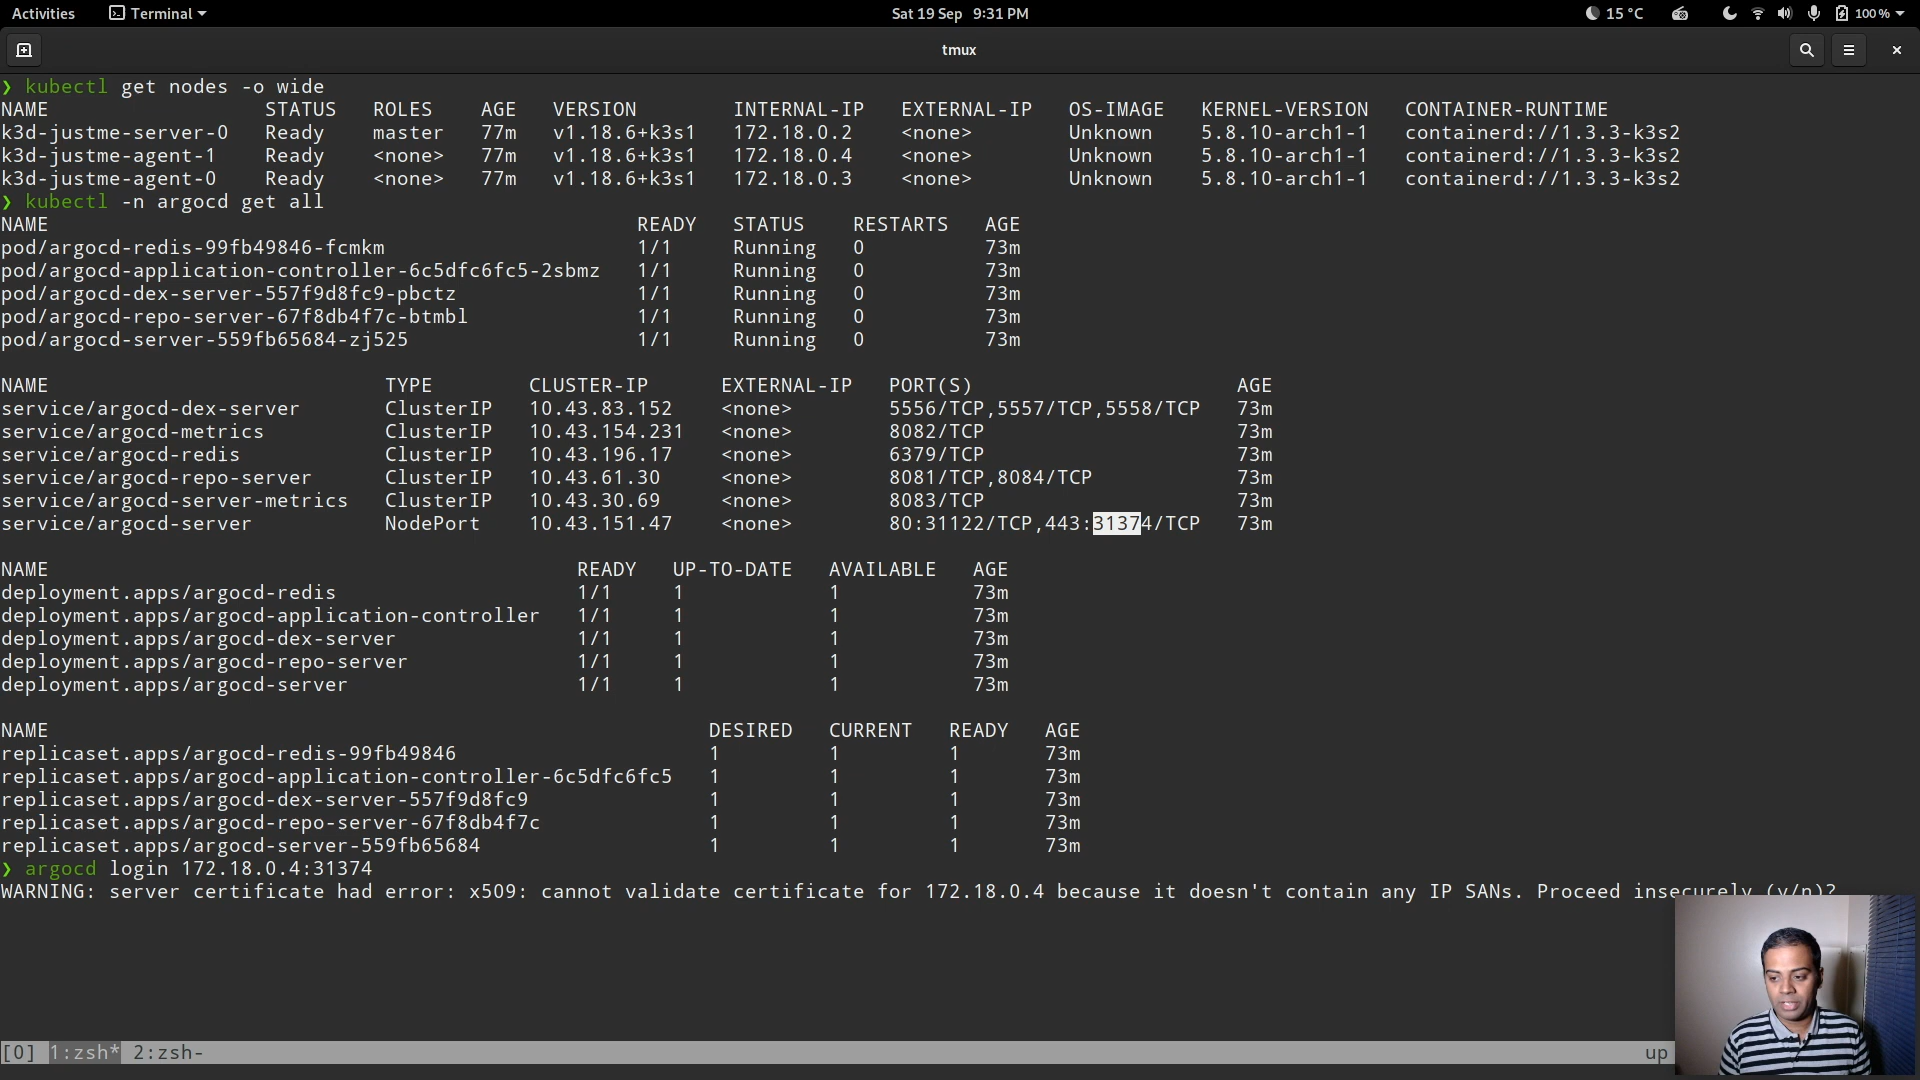 Activities Terminal Sat 19 Sep 9:31 PM 15 °C 100 %
tmux
❯ kubectl get nodes -o wide
NAME STATUS ROLES AGE VERSION INTERNAL-IP EXTERNAL-IP OS-IMAGE KERNEL-VERSION CONTAINER-RUNTIME
k3d-justme-server-0 Ready master 77m v1.18.6+k3s1 172.18.0.2 <none> Unknown 5.8.10-arch1-1 containerd://1.3.3-k3s2
k3d-justme-agent-1 Ready <none> 77m v1.18.6+k3s1 172.18.0.4 <none> Unknown 5.8.10-arch1-1 containerd://1.3.3-k3s2
k3d-justme-agent-0 Ready <none> 77m v1.18.6+k3s1 172.18.0.3 <none> Unknown 5.8.10-arch1-1 containerd://1.3.3-k3s2
❯ kubectl -n argocd get all
NAME READY STATUS RESTARTS AGE
pod/argocd-redis-99fb49846-fcmkm 1/1 Running 0 73m
pod/argocd-application-controller-6c5dfc6fc5-2sbmz 1/1 Running 0 73m
pod/argocd-dex-server-557f9d8fc9-pbctz 1/1 Running 0 73m
pod/argocd-repo-server-67f8db4f7c-btmbl 1/1 Running 0 73m
pod/argocd-server-559fb65684-zj525 1/1 Running 0 73m
NAME TYPE CLUSTER-IP EXTERNAL-IP PORT(S) AGE
service/argocd-dex-server ClusterIP 10.43.83.152 <none> 5556/TCP,5557/TCP,5558/TCP 73m
service/argocd-metrics ClusterIP 10.43.154.231 <none> 8082/TCP 73m
service/argocd-redis ClusterIP 10.43.196.17 <none> 6379/TCP 73m
service/argocd-repo-server ClusterIP 10.43.61.30 <none> 8081/TCP,8084/TCP 73m
service/argocd-server-metrics ClusterIP 10.43.30.69 <none> 8083/TCP 73m
service/argocd-server NodePort 10.43.151.47 <none> 80:31122/TCP,443:31374/TCP 73m
NAME READY UP-TO-DATE AVAILABLE AGE
deployment.apps/argocd-redis 1/1 1 1 73m
deployment.apps/argocd-application-controller 1/1 1 1 73m
deployment.apps/argocd-dex-server 1/1 1 1 73m
deployment.apps/argocd-repo-server 1/1 1 1 73m
deployment.apps/argocd-server 1/1 1 1 73m
NAME DESIRED CURRENT READY AGE
replicaset.apps/argocd-redis-99fb49846 1 1 1 73m
replicaset.apps/argocd-application-controller-6c5dfc6fc5 1 1 1 73m
replicaset.apps/argocd-dex-server-557f9d8fc9 1 1 1 73m
replicaset.apps/argocd-repo-server-67f8db4f7c 1 1 1 73m
replicaset.apps/argocd-server-559fb65684 1 1 1 73m
❯ argocd login 172.18.0.4:31374
WARNING: server certificate had error: x509: cannot validate certificate for 172.18.0.4 because it doesn't contain any IP SANs. Proceed insecurely (y/n)?
[0] 1:zsh* 2:zsh- up